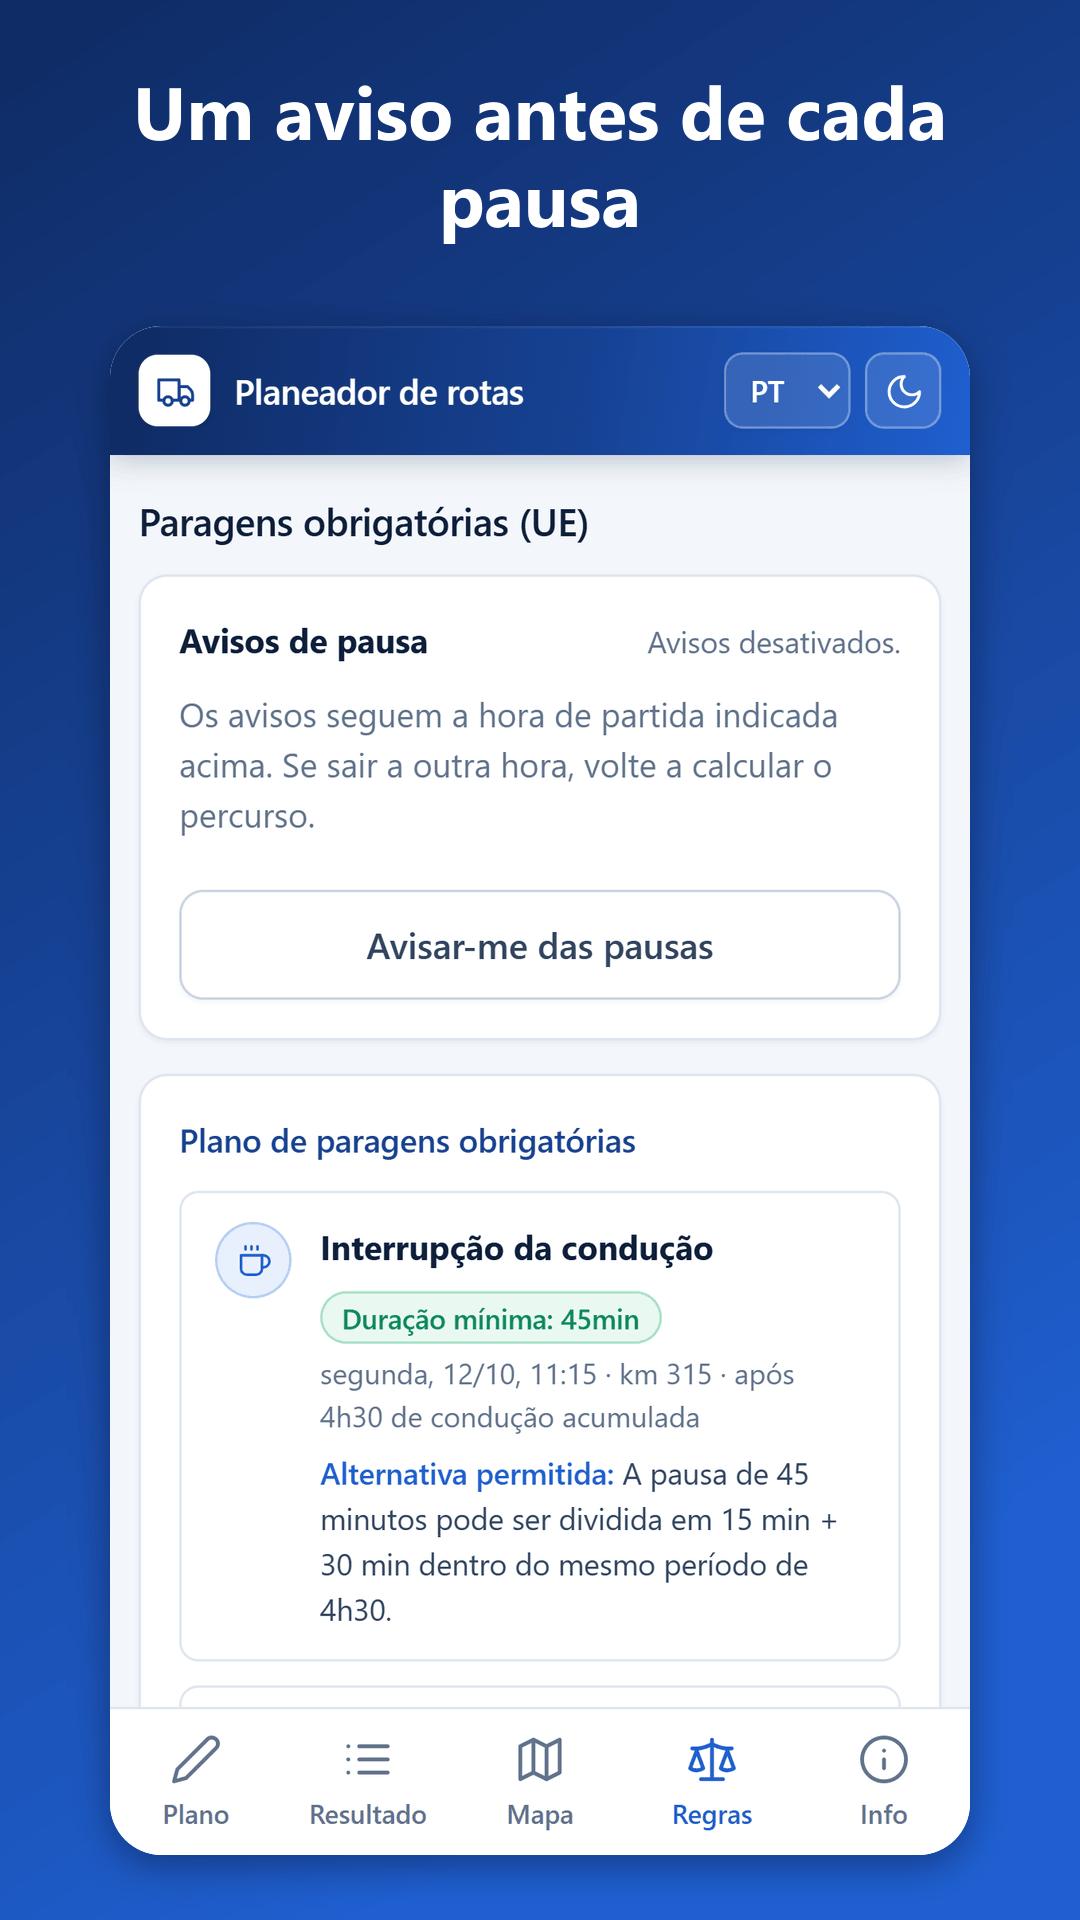 Um aviso antes de cada
pausa
Planeador de rotas
PT
Paragens obrigatórias (UE)
Avisos de pausa
Avisos desativados.
Os avisos seguem a hora de partida indicada
acima. Se sair a outra hora, volte a calcular o
percurso.
Avisar-me das pausas
Plano de paragens obrigatórias
Interrupção da condução
Duração mínima: 45min
segunda, 12/10, 11:15 · km 315 · após
4h30 de condução acumulada
Alternativa permitida: A pausa de 45
minutos pode ser dividida em 15 min +
30 min dentro do mesmo período de
4h30.
Plano
Resultado
Mapa
Regras
Info